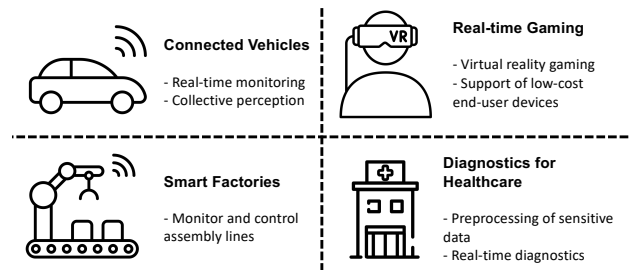 Connected Vehicles
- Real-time monitoring
- Collective perception
VR
Real-time Gaming
- Virtual reality gaming
- Support of low-cost
end-user devices
Smart Factories
- Monitor and control
assembly lines
Diagnostics for
Healthcare
- Preprocessing of sensitive
data
- Real-time diagnostics